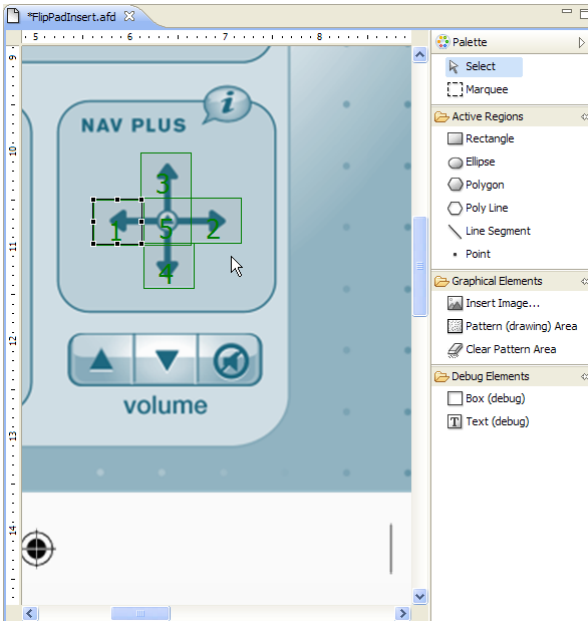 *FlipPadInsert.afd
5 6 7 8
9
10
11
12
13
14
NAV PLUS
i
3
1 5 2
4
volume
Palette
Select
Marquee
Active Regions
Rectangle
Ellipse
Polygon
Poly Line
Line Segment
Point
Graphical Elements
Insert Image...
Pattern (drawing) Area
Clear Pattern Area
Debug Elements
Box (debug)
T Text (debug)